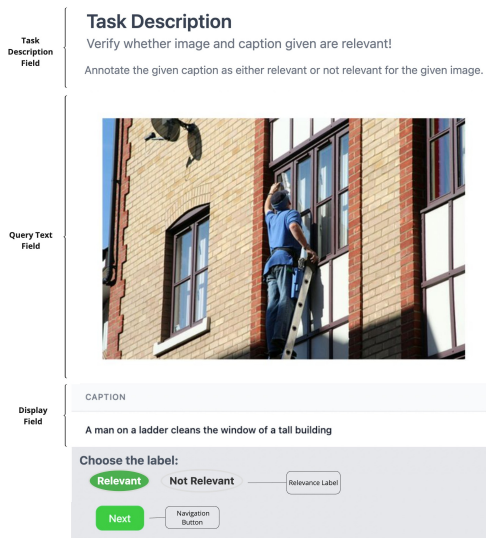 Task Description
Task
Description
Field
Verify whether image and caption given are relevant!
Annotate the given caption as either relevant or not relevant for the given image.
Query Text
Field
Display
Field
CAPTION
A man on a ladder cleans the window of a tall building
Choose the label:
Relevant
Not Relevant
Relevance Label
Next
Navigation
Button